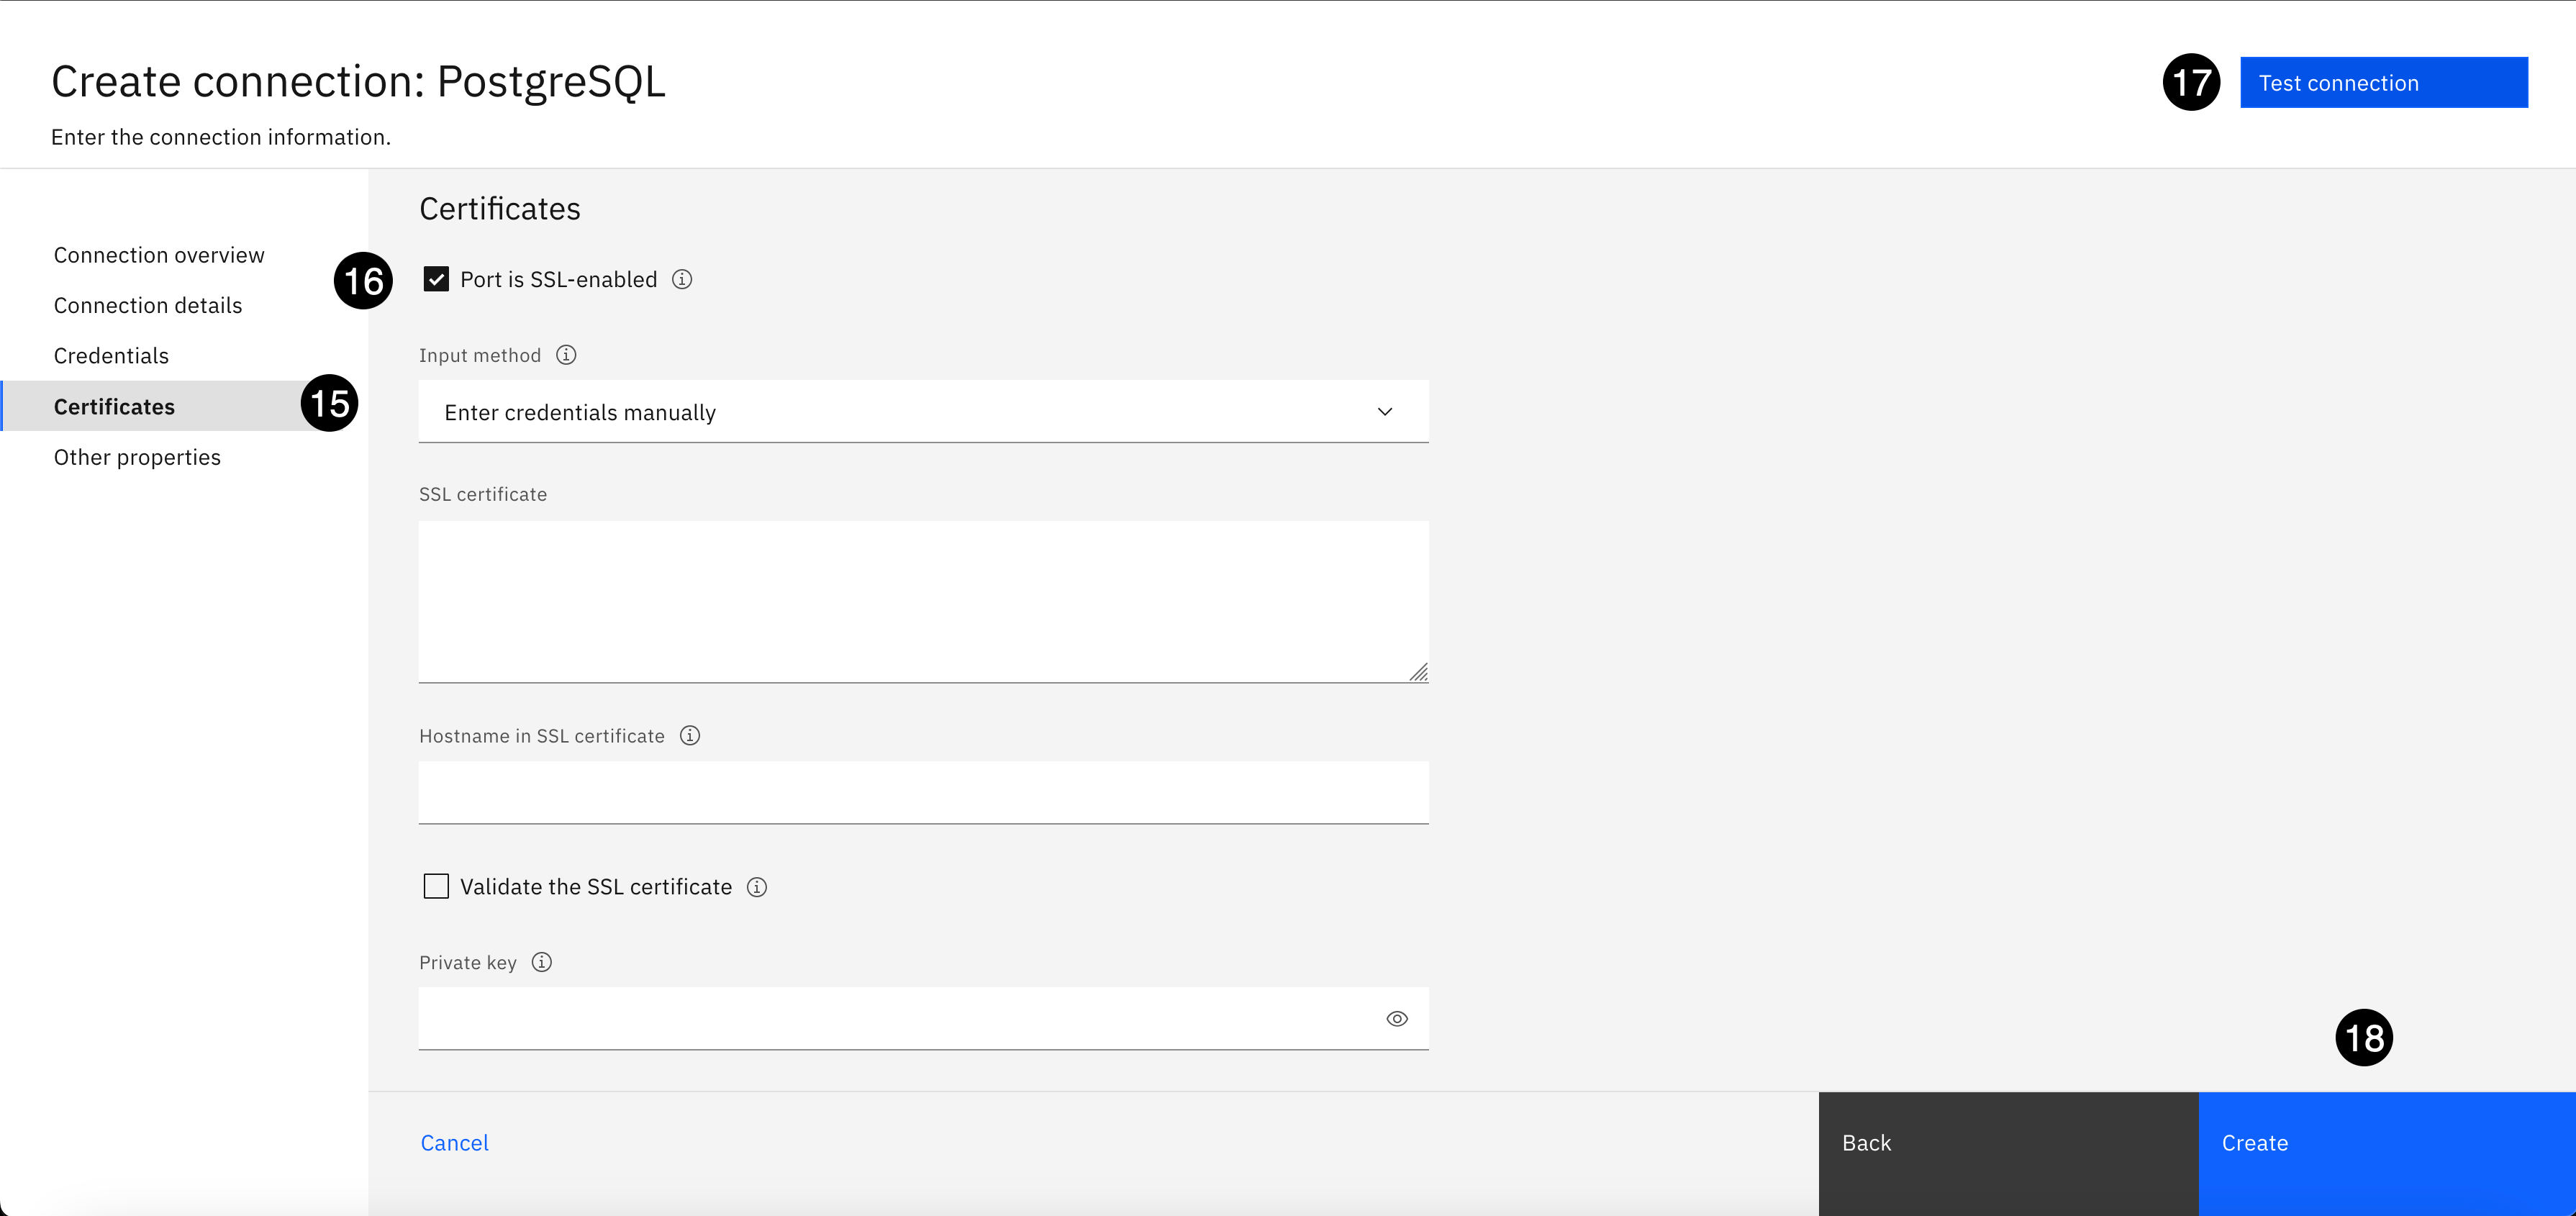 Create connection: PostgreSQL
Enter the connection information.
17 Test connection
Connection overview
Connection details
Credentials
Certificates 15
Other properties
Certificates
16 Port is SSL-enabled
Input method
Enter credentials manually
SSL certificate
Hostname in SSL certificate
Validate the SSL certificate
Private key
18
Cancel
Back
Create